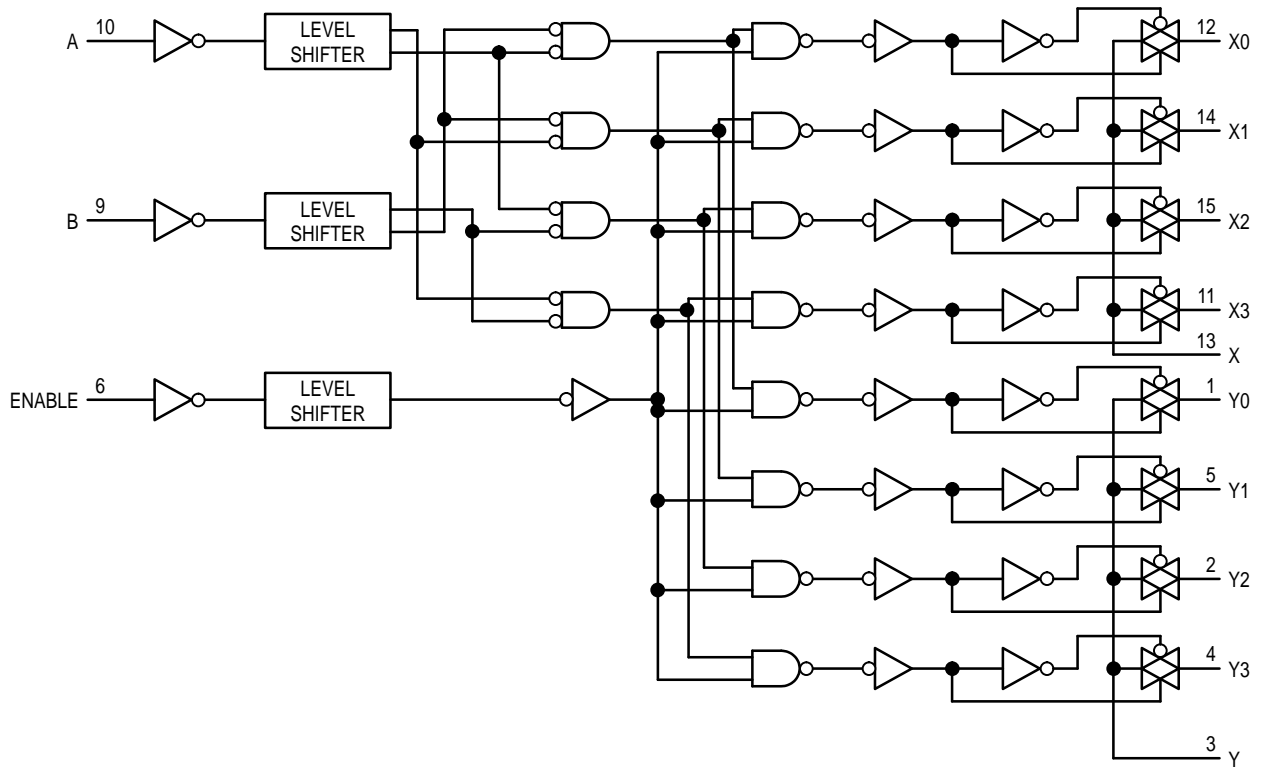 A 10
LEVEL
SHIFTER
12 X0
14 X1
B 9
LEVEL
SHIFTER
15 X2
11 X3
13 X
ENABLE 6
LEVEL
SHIFTER
1 Y0
5 Y1
2 Y2
4 Y3
3 Y